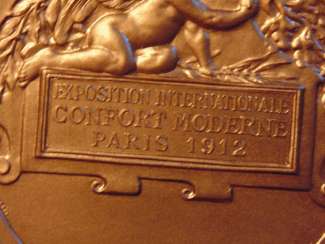 EXPOSITION INTERNATIONALE
CONFORT MODERNE
PARIS 1912